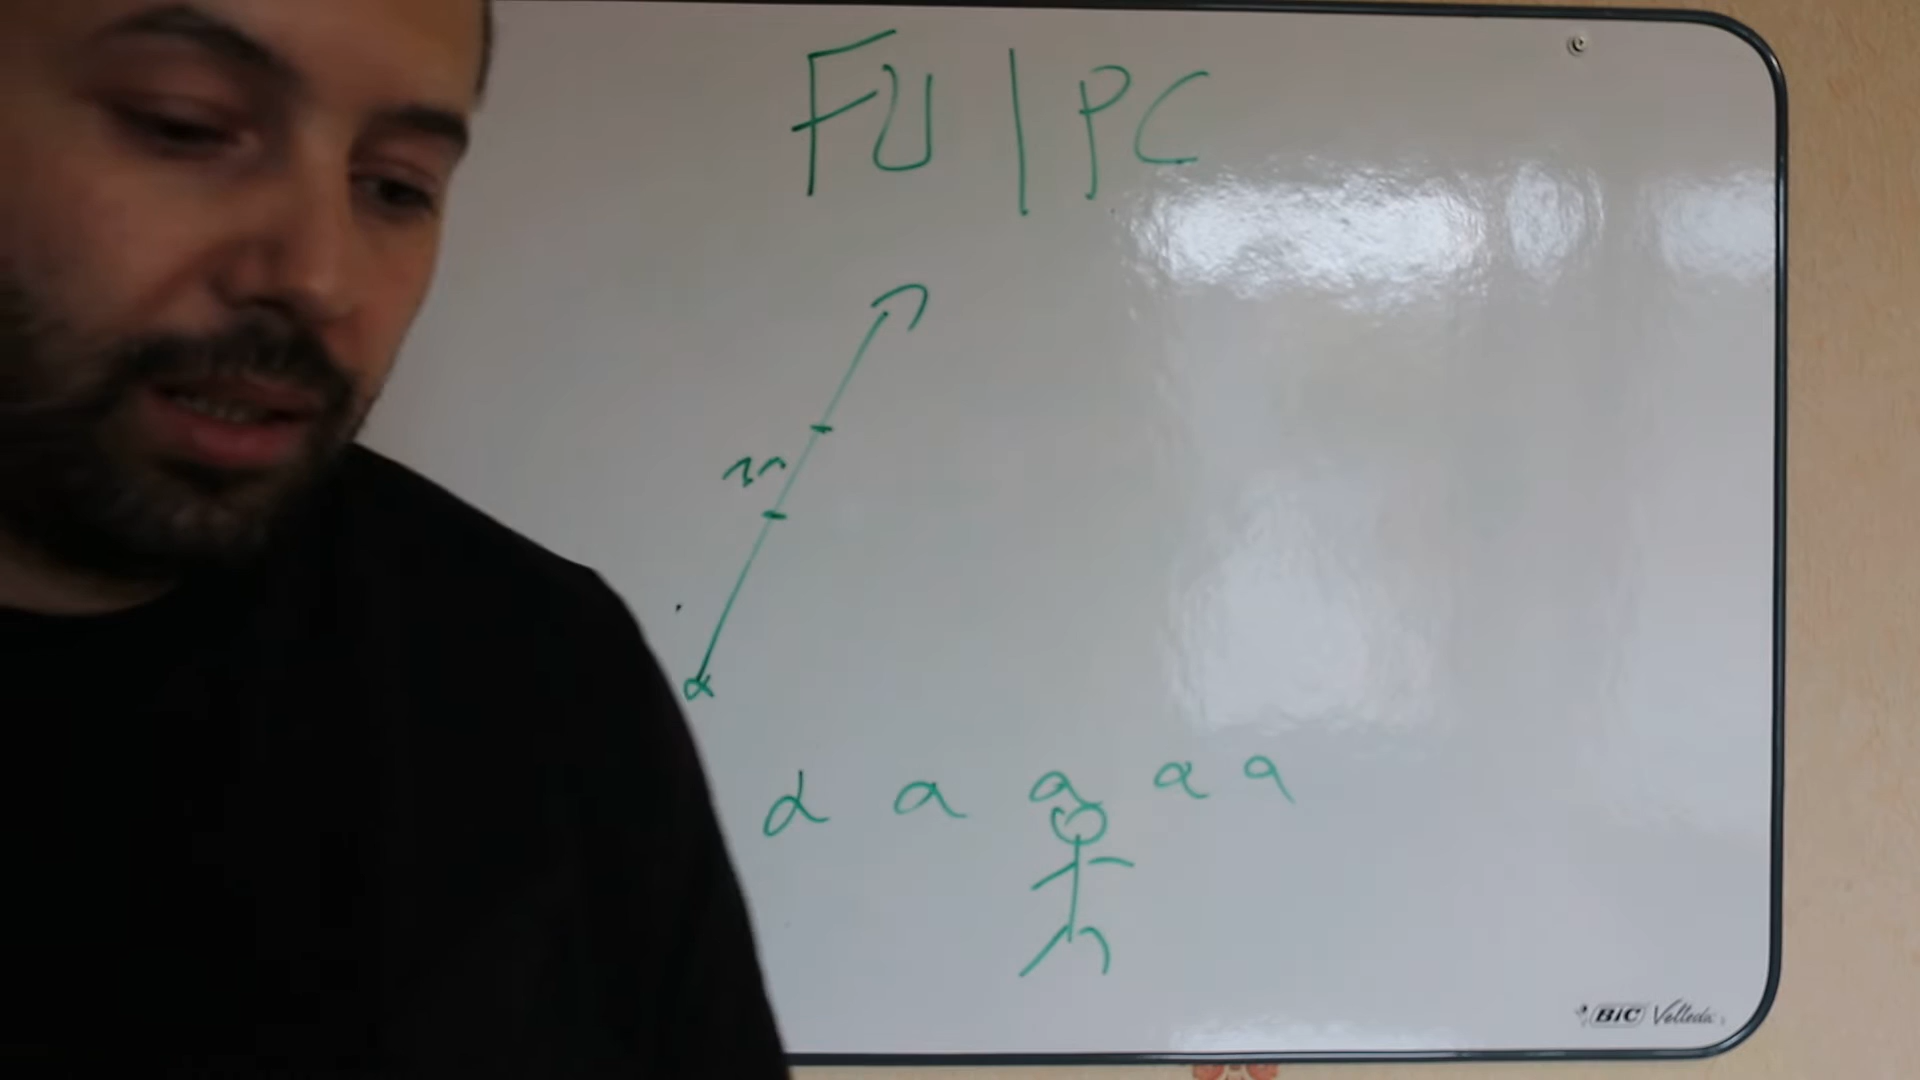 FU | PC
α
α a a a a
BIC Velleda